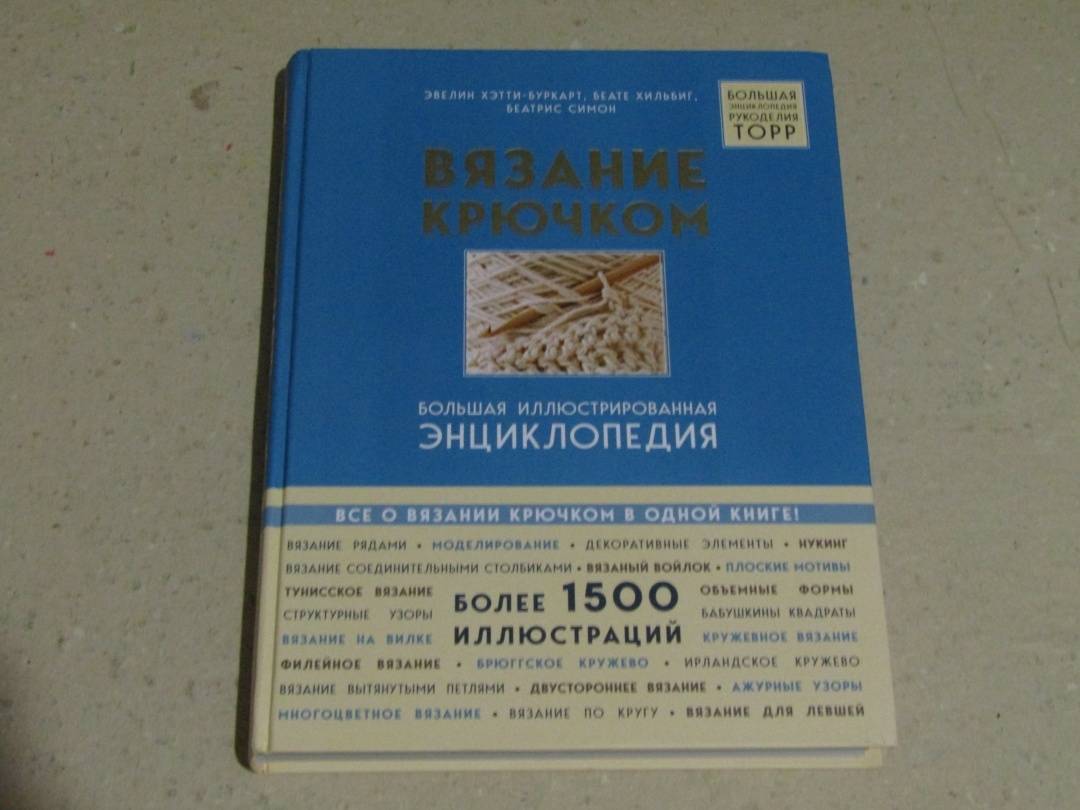 ЭВЕЛИН ХЭТТИ-БУРКАРТ, БЕАТЕ ХИЛЬБИГ,
БЕАТРИС СИМОН
БОЛЬШАЯ
ЭНЦИКЛОПЕДИЯ
РУКОДЕЛИЯ
ТОРР
ВЯЗАНИЕ
КРЮЧКОМ
БОЛЬШАЯ ИЛЛЮСТРИРОВАННАЯ
ЭНЦИКЛОПЕДИЯ
ВСЕ О ВЯЗАНИИ КРЮЧКОМ В ОДНОЙ КНИГЕ!
ВЯЗАНИЕ РЯДАМИ • МОДЕЛИРОВАНИЕ • ДЕКОРАТИВНЫЕ ЭЛЕМЕНТЫ • НУКИНГ
ВЯЗАНИЕ СОЕДИНИТЕЛЬНЫМИ СТОЛБИКАМИ • ВЯЗАНЫЙ ВОЙЛОК • ПЛОСКИЕ МОТИВЫ
ТУНИССКОЕ ВЯЗАНИЕ
СТРУКТУРНЫЕ УЗОРЫ
ВЯЗАНИЕ НА ВИЛКЕ
БОЛЕЕ 1500
ИЛЛЮСТРАЦИЙ
ОБЪЕМНЫЕ ФОРМЫ
БАБУШКИНЫ КВАДРАТЫ
КРУЖЕВНОЕ ВЯЗАНИЕ
ФИЛЕЙНОЕ ВЯЗАНИЕ • БРЮГГСКОЕ КРУЖЕВО • ИРЛАНДСКОЕ КРУЖЕВО
ВЯЗАНИЕ ВЫТЯНУТЫМИ ПЕТЛЯМИ • ДВУСТОРОННЕЕ ВЯЗАНИЕ • АЖУРНЫЕ УЗОРЫ
МНОГОЦВЕТНОЕ ВЯЗАНИЕ • ВЯЗАНИЕ ПО КРУГУ • ВЯЗАНИЕ ДЛЯ ЛЕВШЕЙ